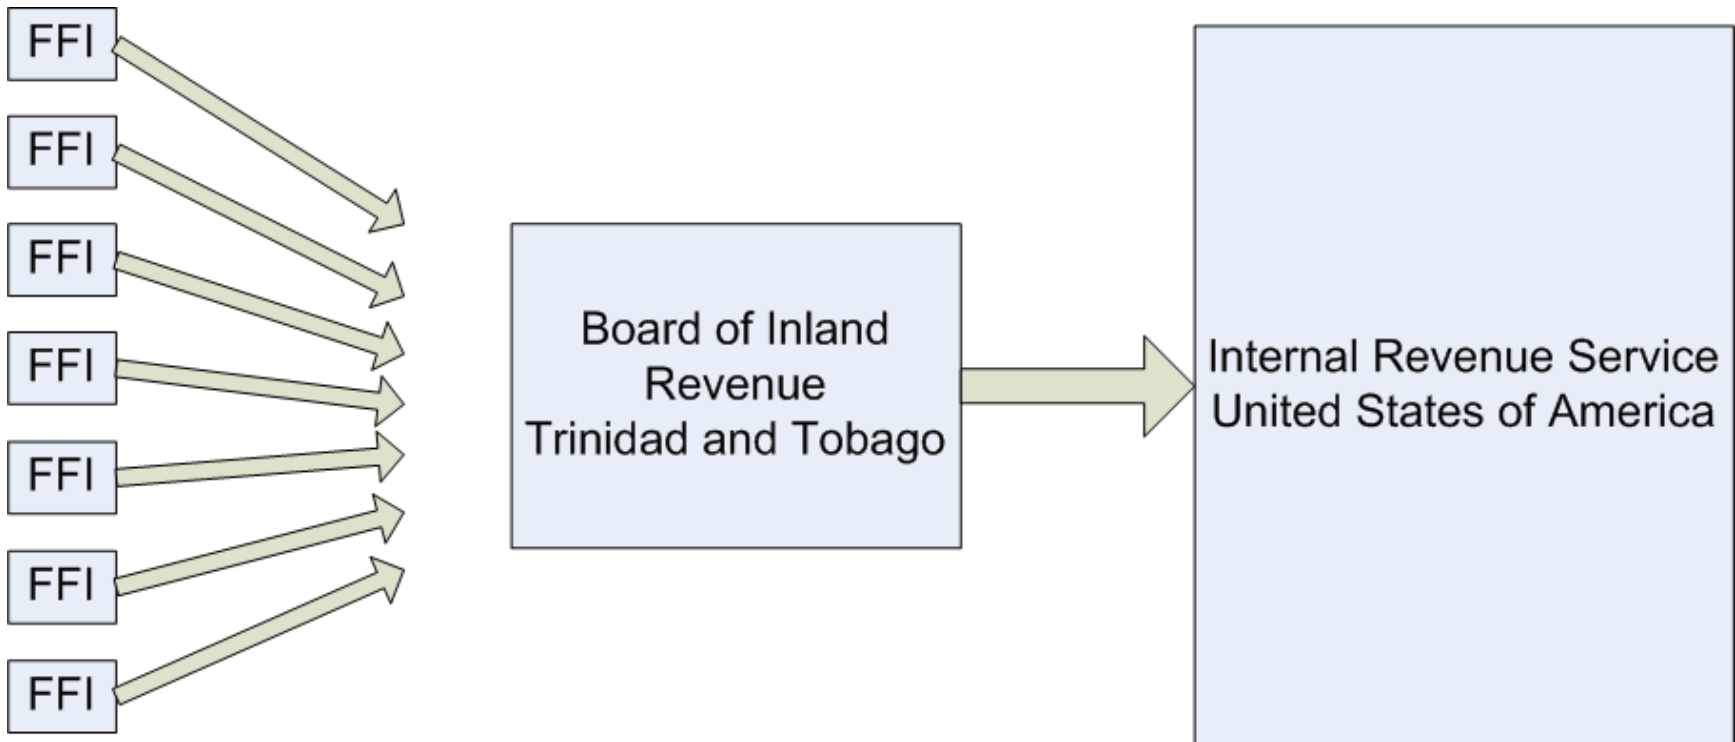 FFI
FFI
FFI
FFI
FFI
FFI
FFI
Board of Inland
Revenue
Trinidad and Tobago
Internal Revenue Service
United States of America